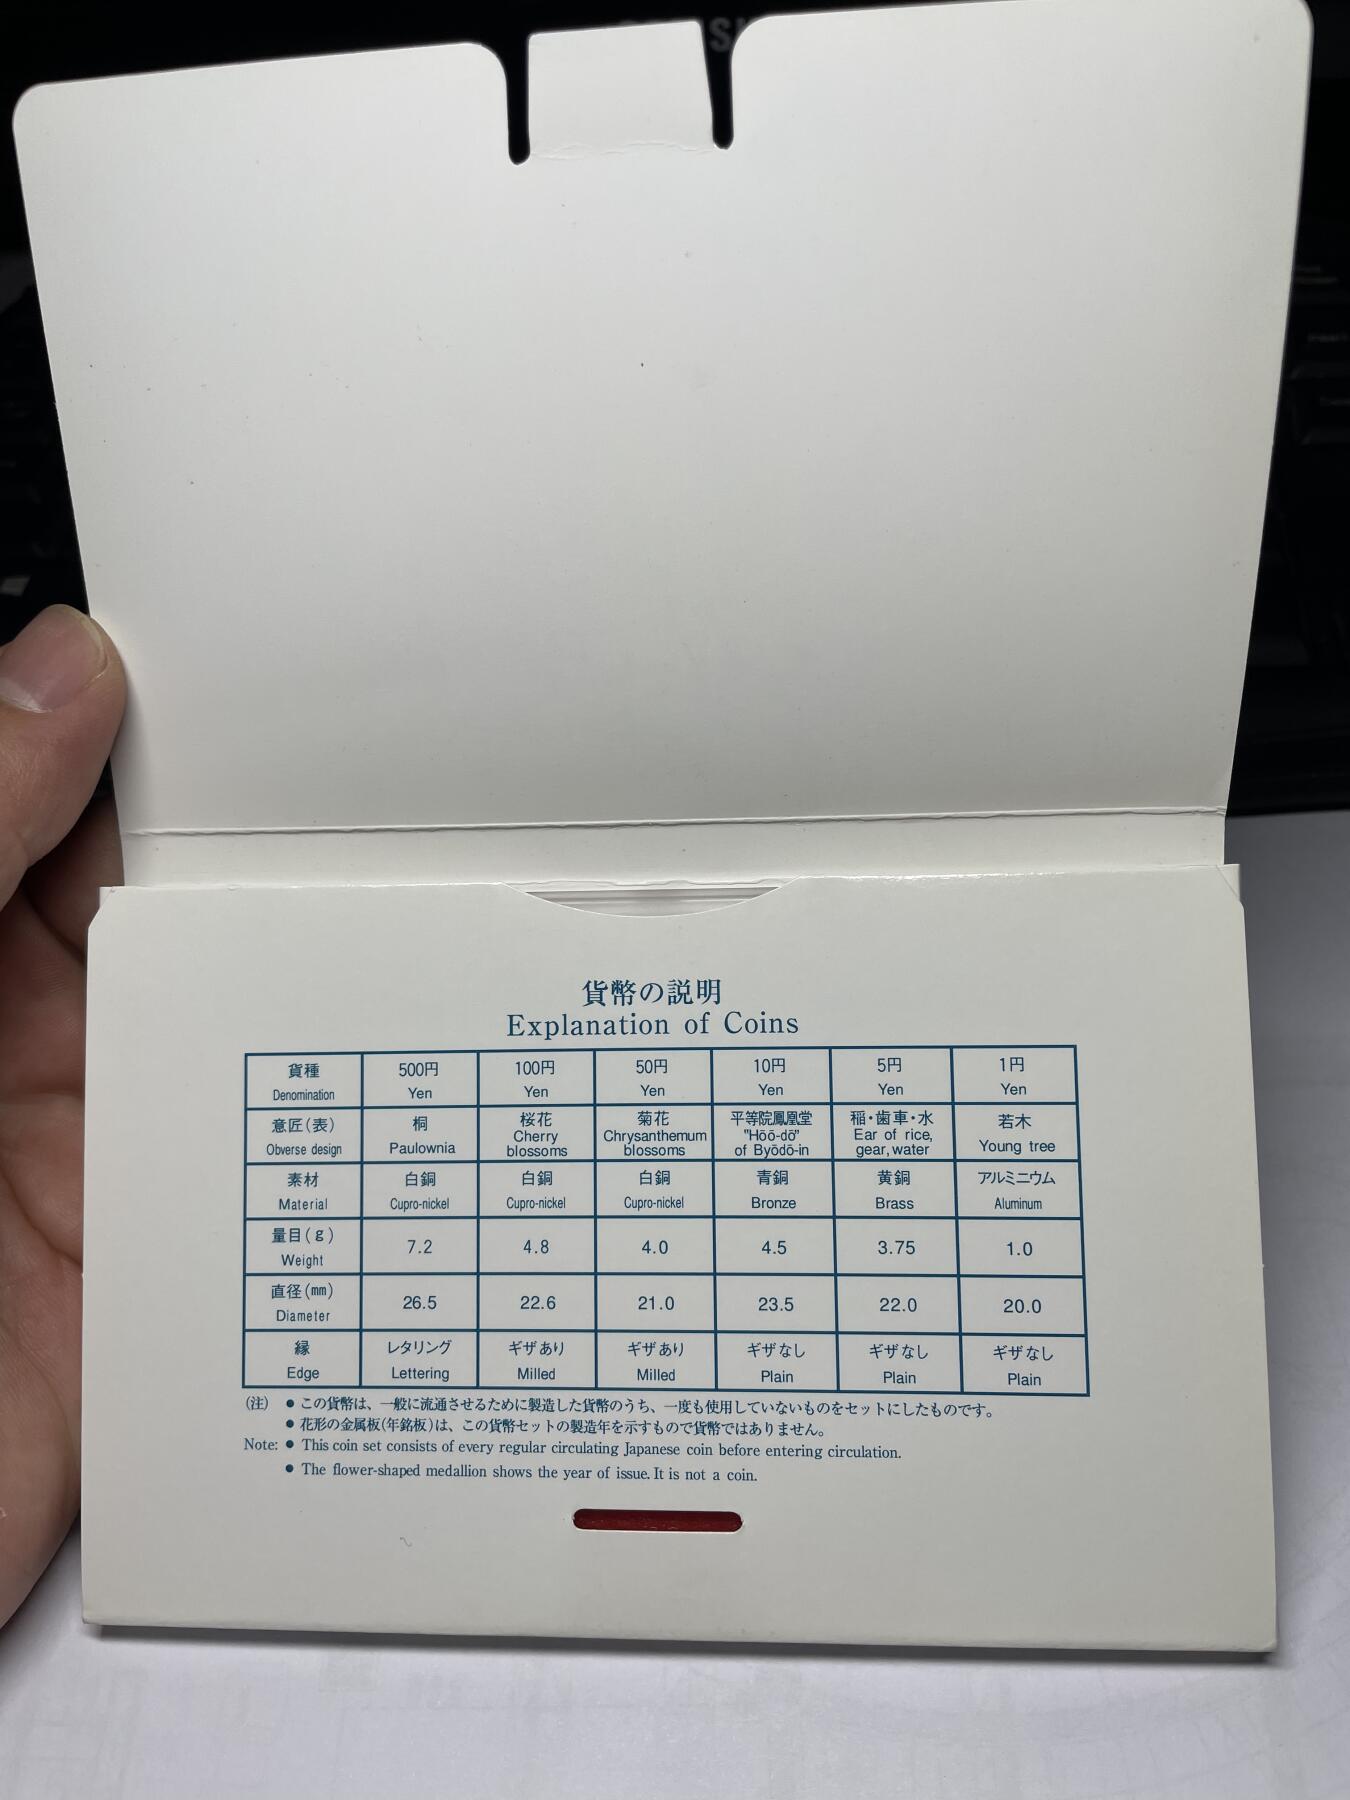 貨幣の説明
Explanation of Coins
貨種 500円 100円 50円 10円 5円 1円
Denomination Yen Yen Yen Yen Yen Yen
意匠(表) 桐 桜花 菊花 平等院鳳凰堂 稲・歯車・水 若木
Obverse design Paulownia Cherry blossoms Chrysanthemum blossoms "Hōō-dō" of Byōdō-in Ear of rice, gear, water Young tree
素材 白銅 白銅 白銅 青銅 黄銅 アルミニウム
Material Cupro-nickel Cupro-nickel Cupro-nickel Bronze Brass Aluminum
量目(g) 7.2 4.8 4.0 4.5 3.75 1.0
Weight
直径(mm) 26.5 22.6 21.0 23.5 22.0 20.0
Diameter
縁 レタリング ギザあり ギザあり ギザなし ギザなし ギザなし
Edge Lettering Milled Milled Plain Plain Plain
(注) ● この貨幣は、一般に流通させるために製造した貨幣のうち、一度も使用していないものをセットにしたものです。
● 花形の金属板(年銘板)は、この貨幣セットの製造年を示すもので貨幣ではありません。
Note: ● This coin set consists of every regular circulating Japanese coin before entering circulation.
● The flower-shaped medallion shows the year of issue. It is not a coin.